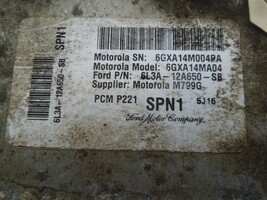 SPN1
6L3A-12A650-SB
Motorola SN: 6GXA14M004PA
Motorola Model: 6GXA14MA04
Ford P/N: 6L3A-12A650-SB
Supplier: Motorola M799G
PCM P221 SPN1 6J16
Ford Motor Company,